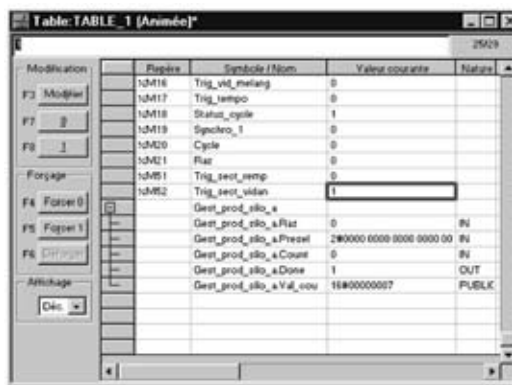 Table: TABLE_1 (Animée)*
25/29
Modification
F3 Modifier
F7 0
F8 1
Forçage
F4 Forcer 0
F5 Forcer 1
F6 Déforcer
Affichage
Déc.
Repère Symbole / Nom Valeur courante Nature
%M16 Trig_vid_melang 0
%M17 Trig_tempo 0
%M18 Status_cycle 1
%M19 Synchro_1 0
%M20 Cycle 0
%M21 Raz 0
%M51 Trig_sect_remp 0
%M52 Trig_sect_vidan 1
Gest_prod_silo_a
Gest_prod_silo_a.Raz 0 IN
Gest_prod_silo_a.Presel 2#0000 0000 0000 0000 00 IN
Gest_prod_silo_a.Count 0 IN
Gest_prod_silo_a.Done 1 OUT
Gest_prod_silo_a.Val_cou 16#00000007 PUBLIC